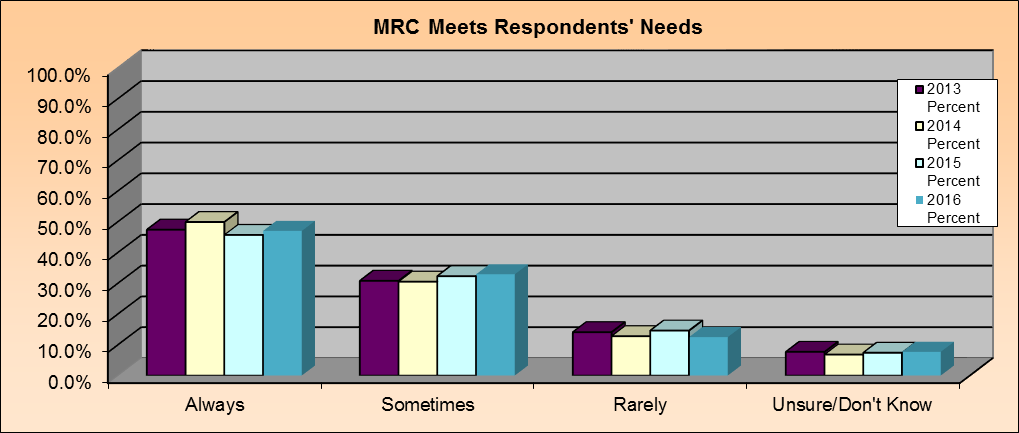 MRC Meets Respondents' Needs
100.0%
90.0%
80.0%
70.0%
60.0%
50.0%
40.0%
30.0%
20.0%
10.0%
0.0%
2013
Percent
2014
Percent
2015
Percent
2016
Percent
Always
Sometimes
Rarely
Unsure/Don't Know